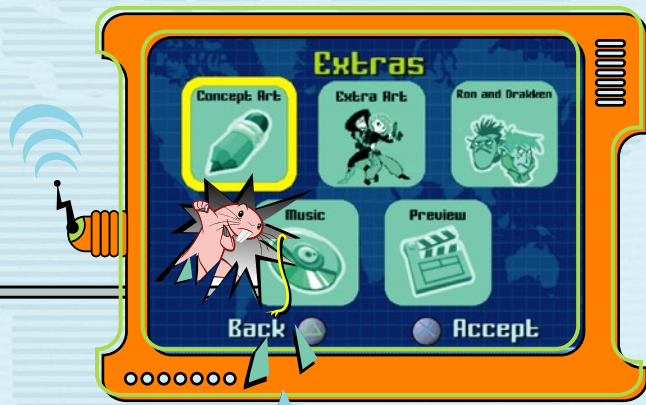 Extras
Concept Art
Extra Art
Ron and Drakken
Music
Preview
Back
Accept